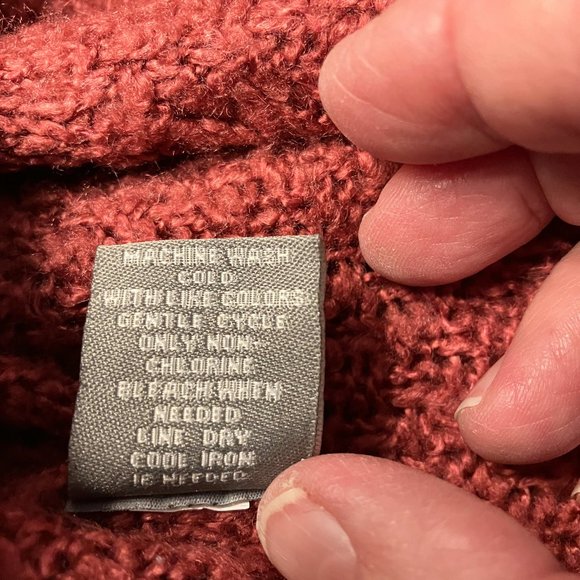 MACHINE WASH
COLD
WITH LIKE COLORS
GENTLE CYCLE
ONLY NON-
CHLORINE
BLEACH WHEN
NEEDED
LINE DRY
COOL IRON
IF NEEDED